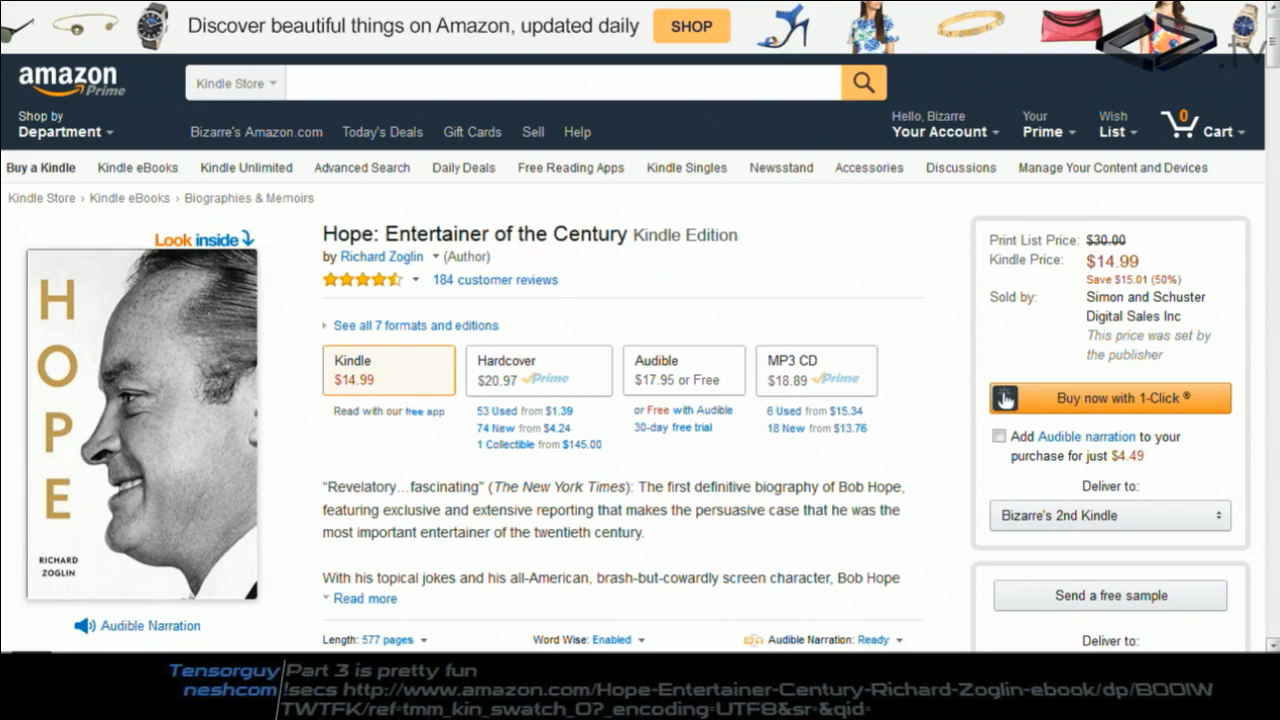 Discover beautiful things on Amazon, updated daily SHOP
.tv
amazon Prime
Kindle Store
Shop by
Department
Bizarre's Amazon.com Today's Deals Gift Cards Sell Help
Hello, Bizarre
Your Account
Your
Prime
Wish
List
0
Cart
Buy a Kindle Kindle eBooks Kindle Unlimited Advanced Search Daily Deals Free Reading Apps Kindle Singles Newsstand Accessories Discussions Manage Your Content and Devices
Kindle Store › Kindle eBooks › Biographies & Memoirs
Look inside
HOPE
RICHARD
ZOGLIN
Audible Narration
Hope: Entertainer of the Century Kindle Edition
by Richard Zoglin (Author)
184 customer reviews
See all 7 formats and editions
Kindle
$14.99
Read with our free app
Hardcover
$20.97 Prime
53 Used from $1.39
74 New from $4.24
1 Collectible from $145.00
Audible
$17.95 or Free
or Free with Audible
30-day free trial
MP3 CD
$18.89 Prime
6 Used from $15.34
18 New from $13.76
“Revelatory…fascinating” (The New York Times): The first definitive biography of Bob Hope,
featuring exclusive and extensive reporting that makes the persuasive case that he was the
most important entertainer of the twentieth century.
With his topical jokes and his all-American, brash-but-cowardly screen character, Bob Hope
Read more
Length: 577 pages Word Wise: Enabled Audible Narration: Ready
Print List Price: $30.00
Kindle Price: $14.99
Save $15.01 (50%)
Sold by: Simon and Schuster
Digital Sales Inc
This price was set by
the publisher
Buy now with 1-Click ®
Add Audible narration to your
purchase for just $4.49
Deliver to:
Bizarre's 2nd Kindle
Send a free sample
Deliver to:
Tensorguy Part 3 is pretty fun
neshcom !secs http://www.amazon.com/Hope-Entertainer-Century-Richard-Zoglin-ebook/dp/B00IW
TWTFK/ref=tmm_kin_swatch_0?_encoding=UTF8&sr=&qid=